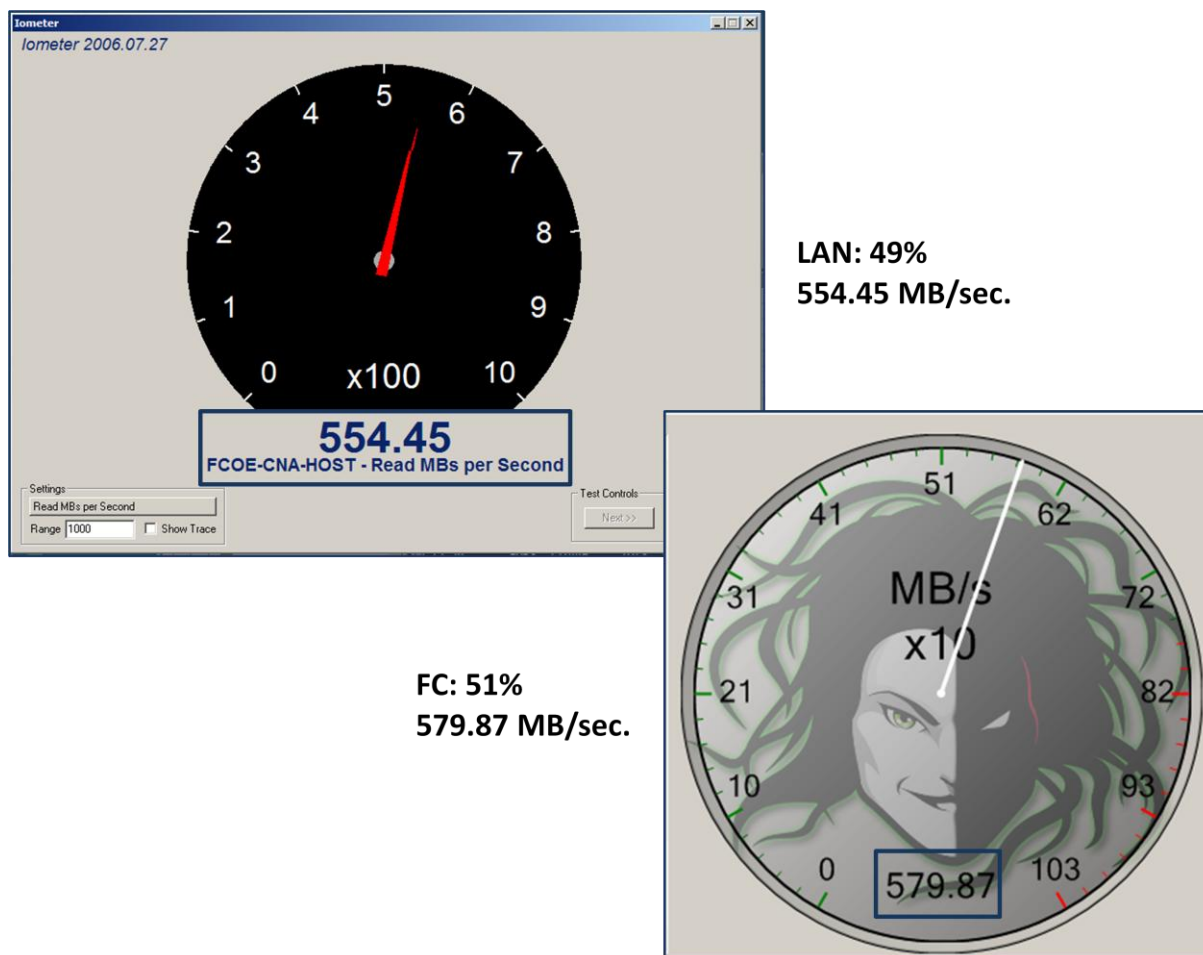 Iometer
Iometer 2006.07.27
5
4
6
3
7
2
8
1
9
0
x100
10
554.45
FCOE-CNA-HOST - Read MBs per Second
Settings
Read MBs per Second
Range 1000 Show Trace
Test Controls
Next >>
LAN: 49%
554.45 MB/sec.
FC: 51%
579.87 MB/sec.
51
41
62
MB/s
31
72
x10
21
82
10
93
0
103
579.87